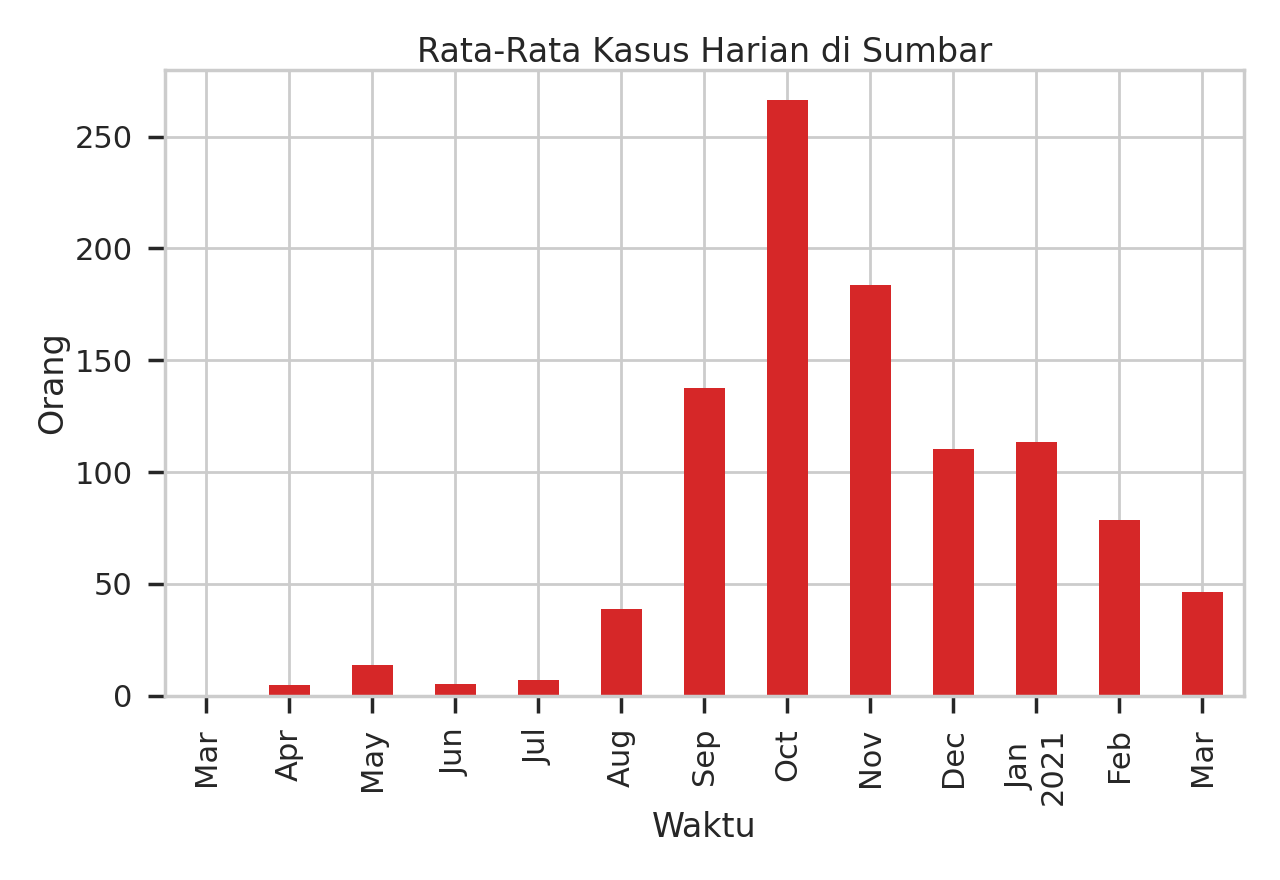 Rata-Rata Kasus Harian di Sumbar
250
200
150
100
50
0
Orang
Mar
Apr
May
Jun
Jul
Aug
Sep
Oct
Nov
Dec
Jan
2021
Feb
Mar
Waktu